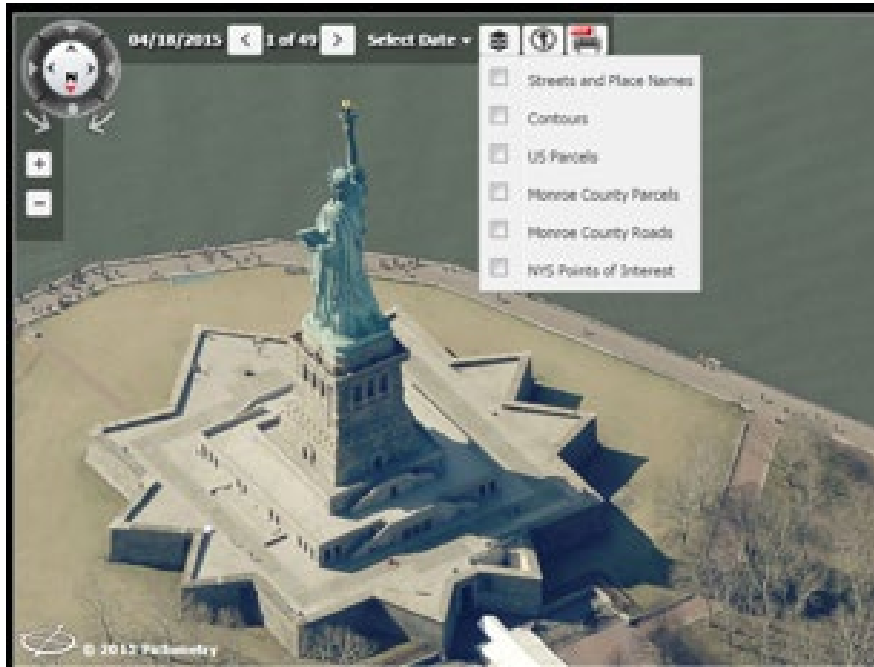 04/18/2015 < 1 of 49 > Select Date
N
+
−
Streets and Place Names
Contours
US Parcels
Monroe County Parcels
Monroe County Roads
NYS Points of Interest
© 2012 Pictometry